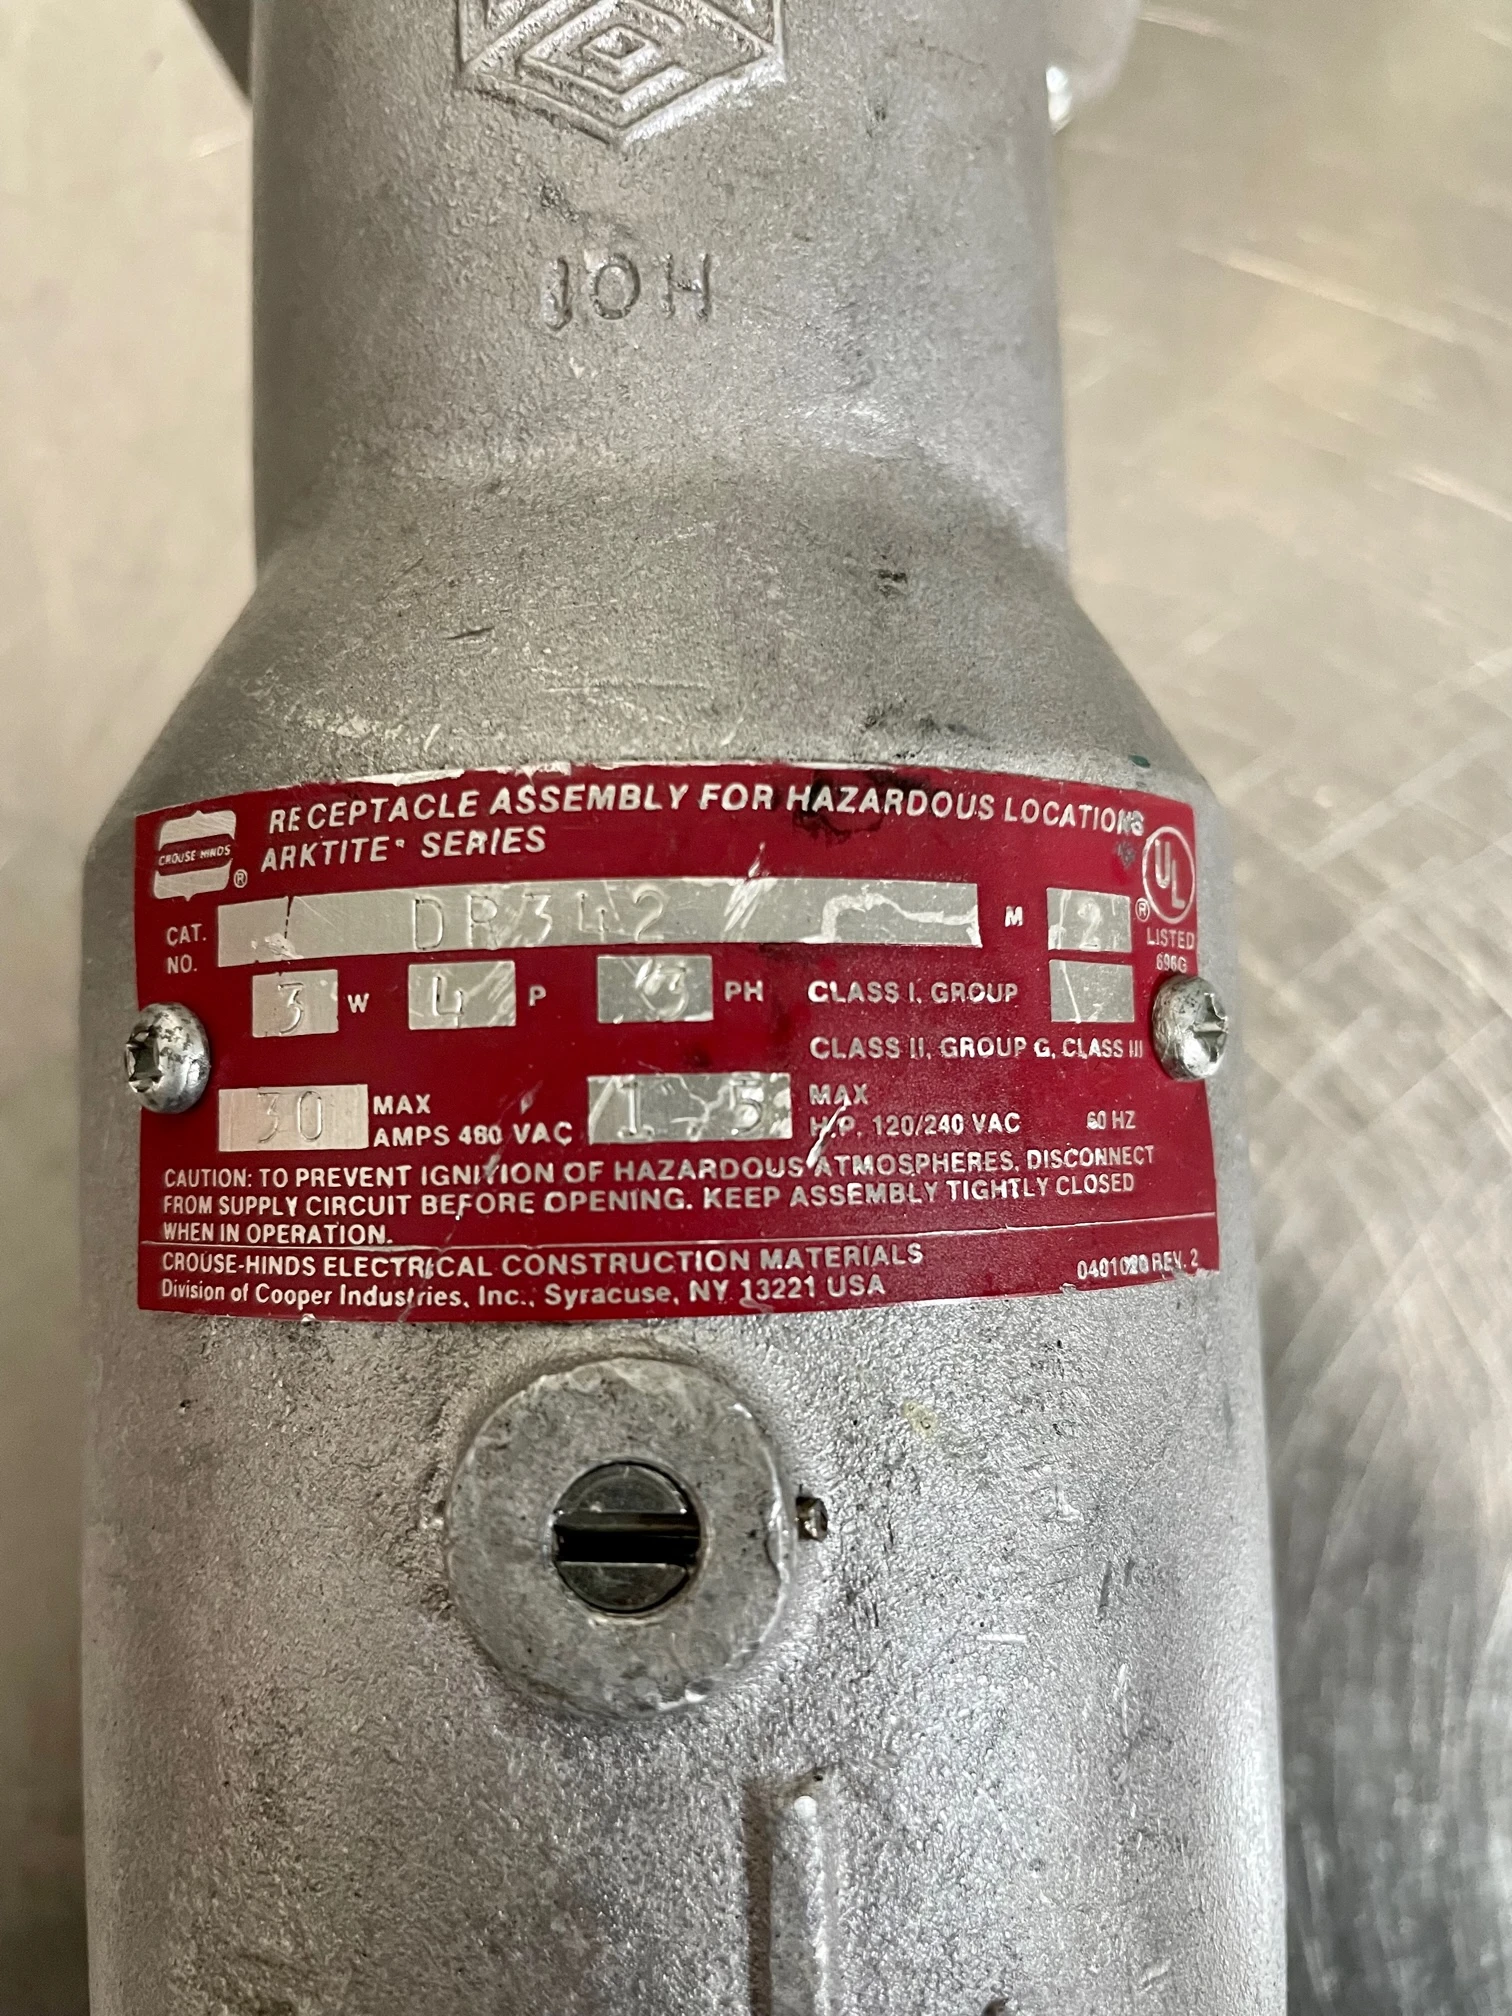 JOH
RECEPTACLE ASSEMBLY FOR HAZARDOUS LOCATIONS
ARKTITE® SERIES
CROUSE-HINDS ®
UL ®
LISTED
696G
CAT. NO. DR342 M 2
3 W 4 P 3 PH CLASS I, GROUP
CLASS II, GROUP G, CLASS III
30 MAX AMPS 480 VAC 1.5 MAX H.P. 120/240 VAC 60 HZ
CAUTION: TO PREVENT IGNITION OF HAZARDOUS ATMOSPHERES, DISCONNECT
FROM SUPPLY CIRCUIT BEFORE OPENING. KEEP ASSEMBLY TIGHTLY CLOSED
WHEN IN OPERATION.
CROUSE-HINDS ELECTRICAL CONSTRUCTION MATERIALS
Division of Cooper Industries, Inc., Syracuse, NY 13221 USA
REV. 2